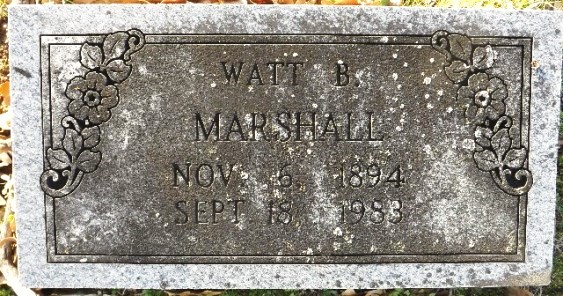 WATT B.
MARSHALL
NOV. 6, 1894
SEPT. 18, 1983